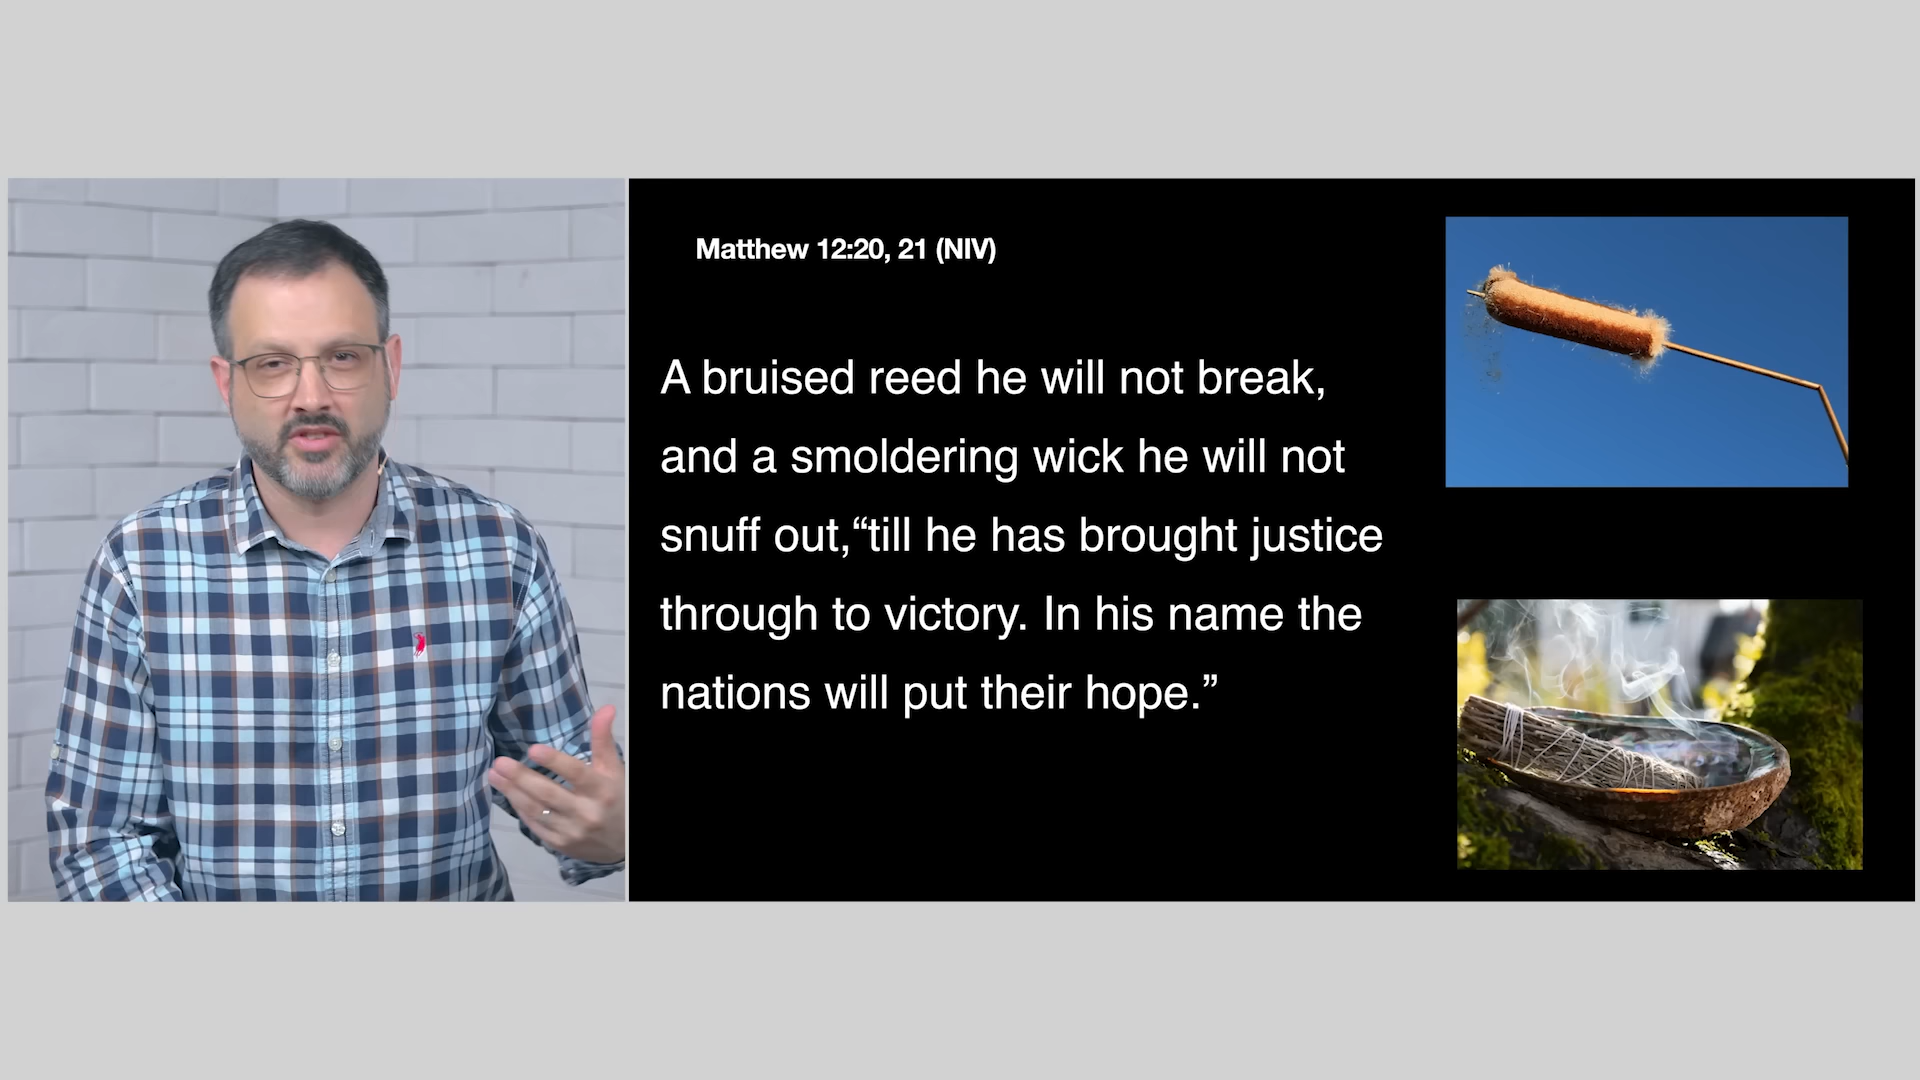 Matthew 12:20, 21 (NIV)
A bruised reed he will not break,
and a smoldering wick he will not
snuff out,“till he has brought justice
through to victory. In his name the
nations will put their hope.”